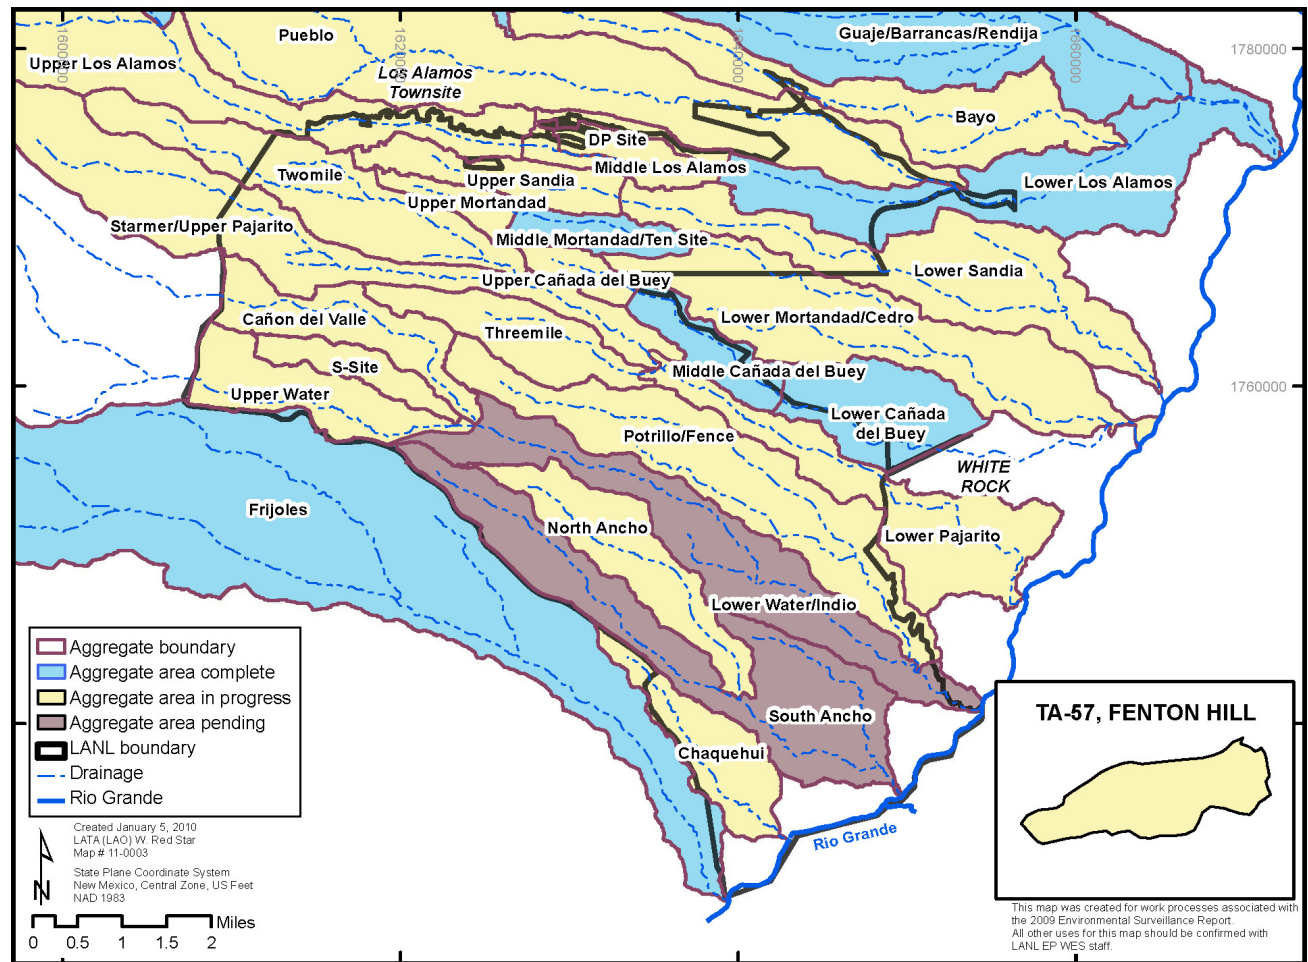 1600000
1620000
1640000
1660000
1780000
Pueblo
Guaje/Barrancas/Rendija
Upper Los Alamos
Los Alamos
Townsite
Bayo
DP Site
Middle Los Alamos
Twomile
Upper Sandia
Lower Los Alamos
Upper Mortandad
Starmer/Upper Pajarito
Middle Mortandad/Ten Site
Lower Sandia
Upper Cañada del Buey
Cañon del Valle
Threemile
Lower Mortandad/Cedro
S-Site
Middle Cañada del Buey
1760000
Upper Water
Lower Cañada
del Buey
Potrillo/Fence
WHITE
ROCK
Frijoles
North Ancho
Lower Pajarito
Lower Water/Indio
South Ancho
Chaquehui
Rio Grande
Aggregate boundary
Aggregate area complete
Aggregate area in progress
Aggregate area pending
LANL boundary
Drainage
Rio Grande
TA-57, FENTON HILL
N
Created January 5, 2010
LATA (LAO) W. Red Star
Map # 11-0003
State Plane Coordinate System
New Mexico, Central Zone, US Feet
NAD 1983
Miles
0 0.5 1 1.5 2
This map was created for work processes associated with
the 2009 Environmental Surveillance Report.
All other uses for this map should be confirmed with
LANL EP WES staff.